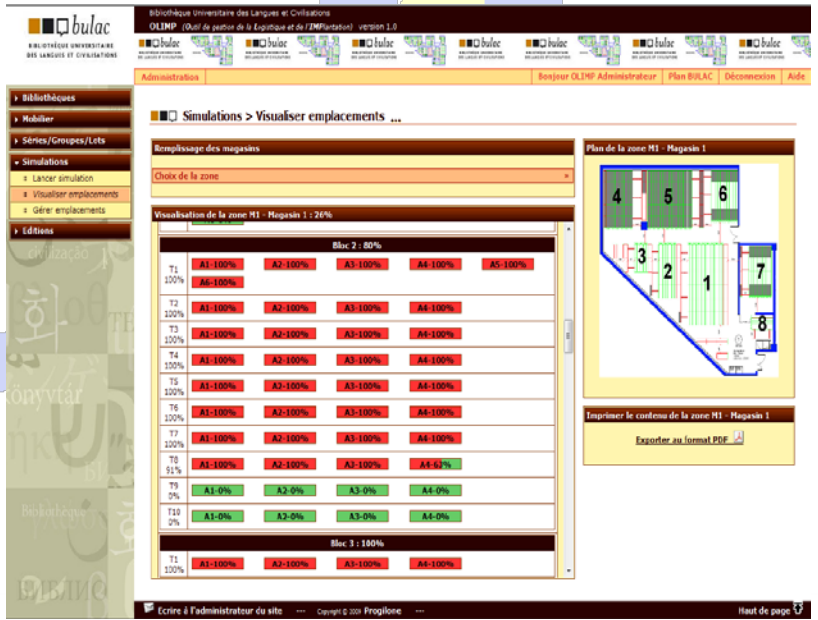 bulac
BIBLIOTHÈQUE UNIVERSITAIRE
DES LANGUES ET CIVILISATIONS
Bibliothèque Universitaire des Langues et Civilisations
OLIMP (Outil de gestion de la Logistique et de l'IMPlantation) version 1.0
bulac bulac bulac bulac bulac bulac
Administration
Bonjour OLIMP Administrateur Plan BULAC Déconnexion Aide
Bibliothèques
Mobilier
Séries/Groupes/Lots
Simulations
Lancer simulation
Visualiser emplacements
Gérer emplacements
Editions
civilização
könyvtár
Bibliothèque
Simulations > Visualiser emplacements ...
Remplissage des magasins
Choix de la zone »
Visualisation de la zone M1 - Magasin 1 : 26%
Bloc 2 : 80%
T1 100% A1-100% A2-100% A3-100% A4-100% A5-100%
A6-100%
T2 100% A1-100% A2-100% A3-100% A4-100%
T3 100% A1-100% A2-100% A3-100% A4-100%
T4 100% A1-100% A2-100% A3-100% A4-100%
T5 100% A1-100% A2-100% A3-100% A4-100%
T6 100% A1-100% A2-100% A3-100% A4-100%
T7 100% A1-100% A2-100% A3-100% A4-100%
T8 91% A1-100% A2-100% A3-100% A4-63%
T9 0% A1-0% A2-0% A3-0% A4-0%
T10 0% A1-0% A2-0% A3-0% A4-0%
Bloc 3 : 100%
T1 100% A1-100% A2-100% A3-100% A4-100%
Plan de la zone M1 - Magasin 1
4 5 6
3 2 1 7
8
Imprimer le contenu de la zone M1 - Magasin 1
Exporter au format PDF
Ecrire à l'administrateur du site --- Copyright © 2009 Progilone ---
Haut de page